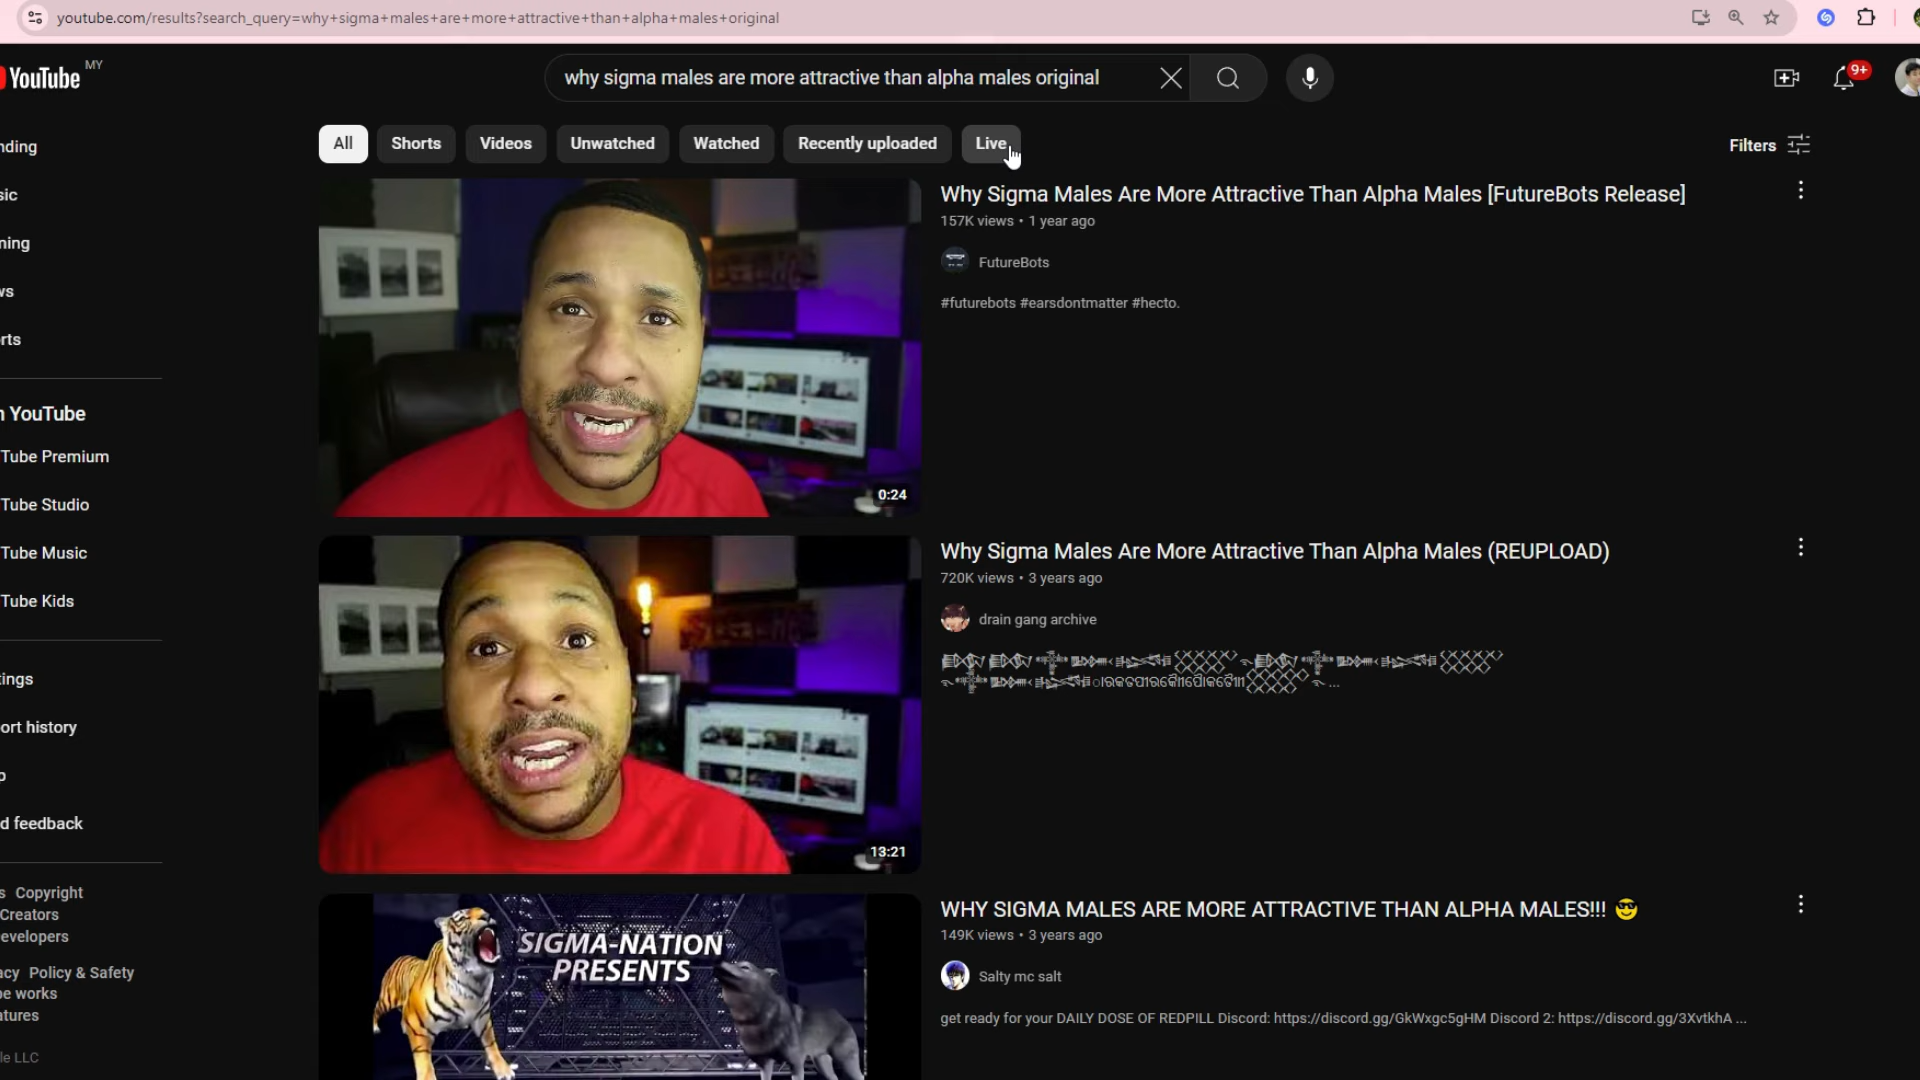 youtube.com/results?search_query=why+sigma+males+are+more+attractive+than+alpha+males+original
YouTube MY
why sigma males are more attractive than alpha males original
9+
All
Shorts
Videos
Unwatched
Watched
Recently uploaded
Live
Filters
nding
sic
ning
ws
rts
YouTube
Tube Premium
Tube Studio
Tube Music
Tube Kids
ings
ort history
p
d feedback
s Copyright
Creators
evelopers
acy Policy & Safety
be works
atures
le LLC
0:24
Why Sigma Males Are More Attractive Than Alpha Males [FutureBots Release]
157K views • 1 year ago
FutureBots
#futurebots #earsdontmatter #hecto.
13:21
Why Sigma Males Are More Attractive Than Alpha Males (REUPLOAD)
720K views • 3 years ago
drain gang archive
SIGMA-NATION
PRESENTS
WHY SIGMA MALES ARE MORE ATTRACTIVE THAN ALPHA MALES!!! 😎
149K views • 3 years ago
Salty mc salt
get ready for your DAILY DOSE OF REDPILL Discord: https://discord.gg/GkWxgc5gHM Discord 2: https://discord.gg/3XvtkhA ...